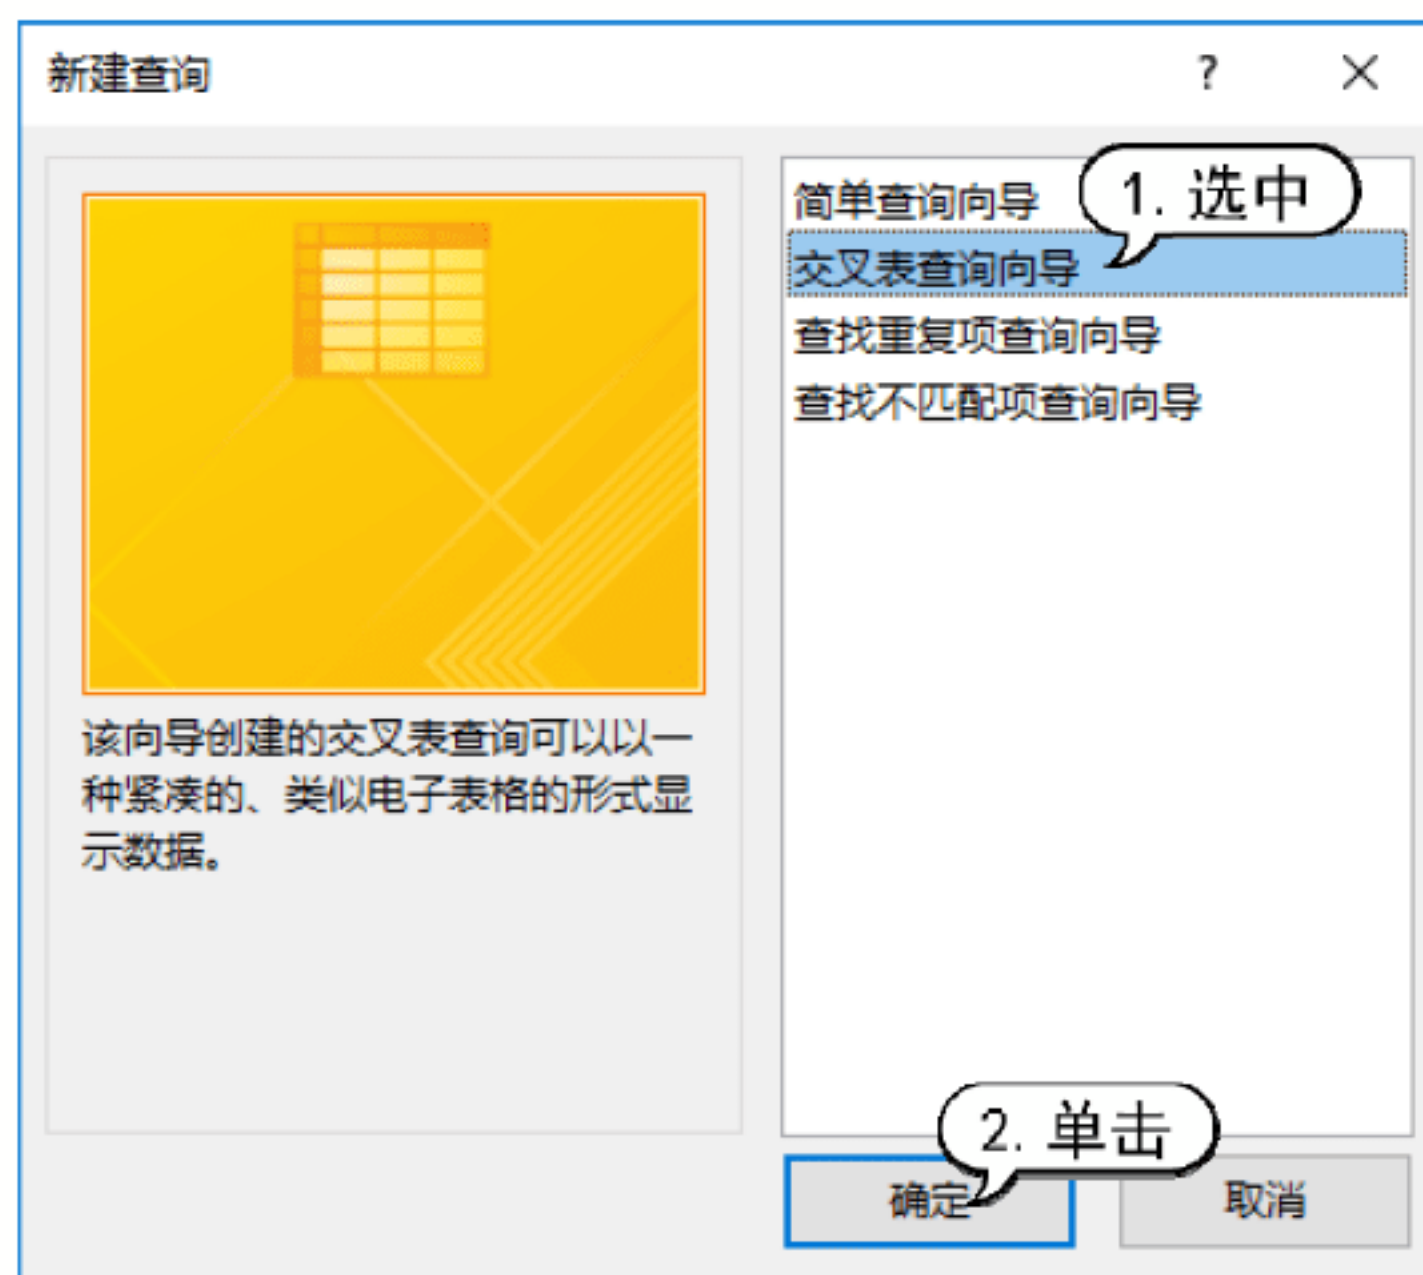 新建查询
?
简单查询向导
1. 选中
交叉表查询向导
查找重复项查询向导
查找不匹配项查询向导
该向导创建的交叉表查询可以以一
种紧凑的、类似电子表格的形式显
示数据。
2. 单击
确定
取消